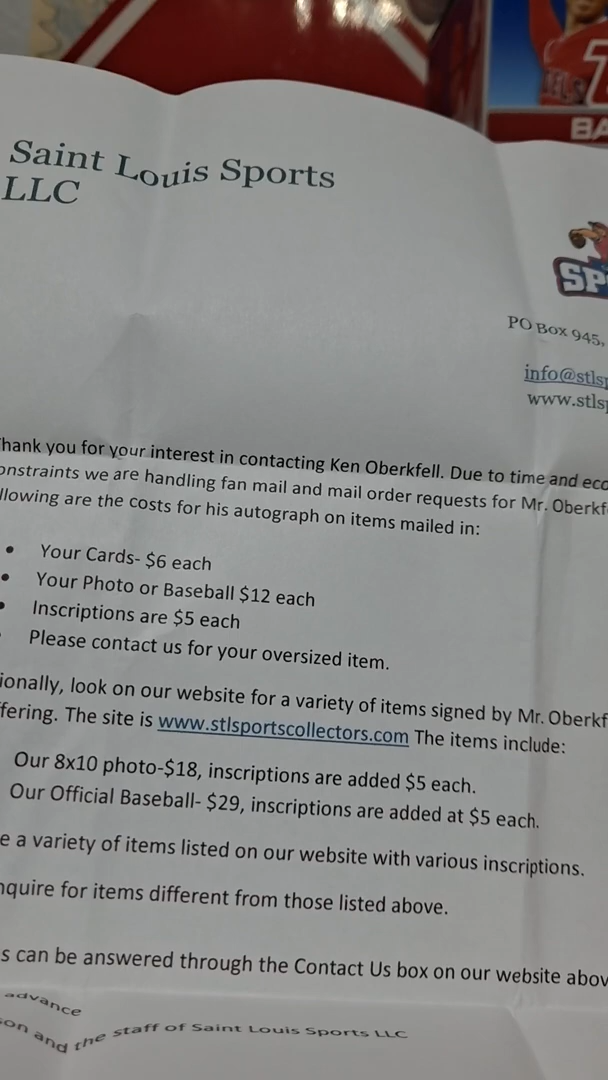 Saint Louis Sports
LLC
SP
PO Box 945,
info@stlsp
www.stlsp
Thank you for your interest in contacting Ken Oberkfell. Due to time and eco
onstraints we are handling fan mail and mail order requests for Mr. Oberkf
llowing are the costs for his autograph on items mailed in:
• Your Cards- $6 each
• Your Photo or Baseball $12 each
• Inscriptions are $5 each
Please contact us for your oversized item.
ionally, look on our website for a variety of items signed by Mr. Oberkf
ffering. The site is www.stlsportscollectors.com The items include:
Our 8x10 photo-$18, inscriptions are added $5 each.
Our Official Baseball- $29, inscriptions are added at $5 each.
e a variety of items listed on our website with various inscriptions.
nquire for items different from those listed above.
s can be answered through the Contact Us box on our website abov
advance
son and the staff of Saint Louis Sports LLC
BA